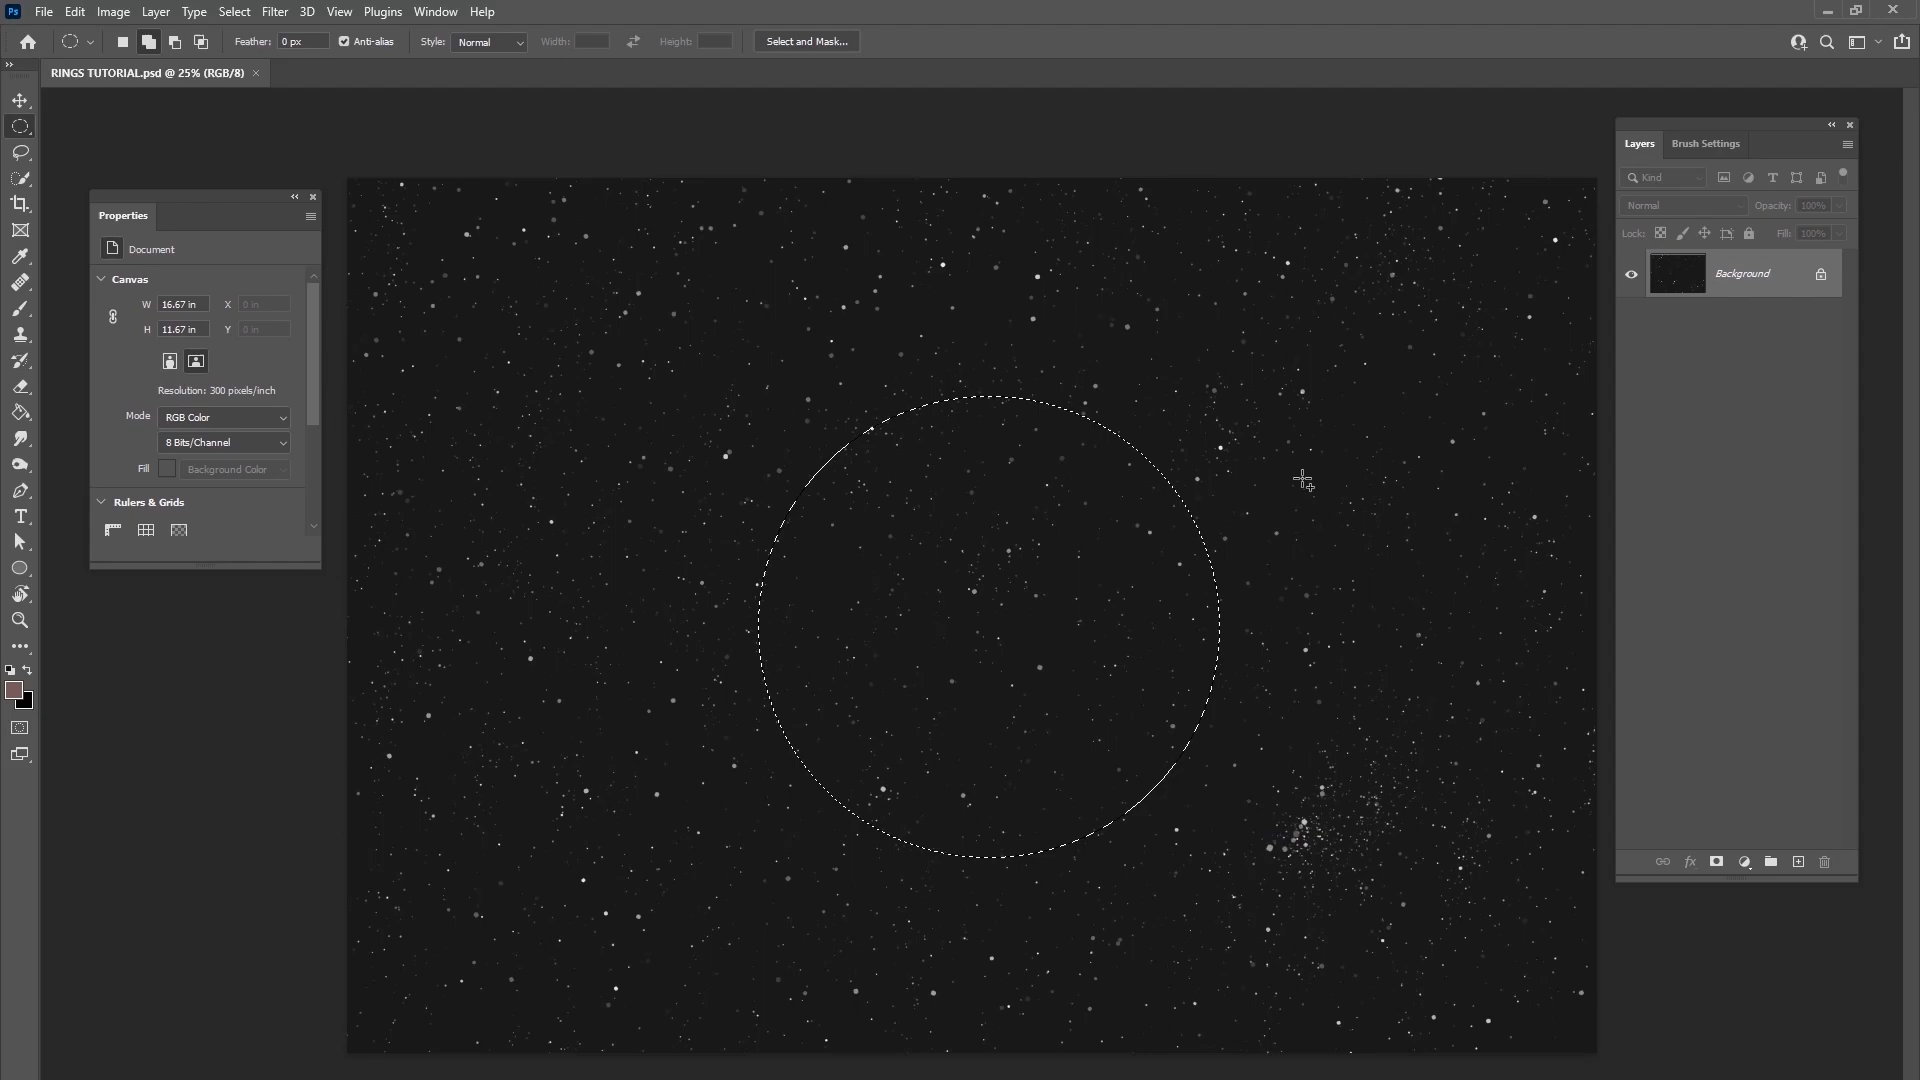 Ps File Edit Image Layer Type Select Filter 3D View Plugins Window Help
Feather: 0 px Anti-alias Style: Normal Width: Height: Select and Mask...
RINGS TUTORIAL.psd @ 25% (RGB/8)
Properties
Document
Canvas
W 16.67 in X 0 in
H 11.67 in Y 0 in
Resolution: 300 pixels/inch
Mode RGB Color
8 Bits/Channel
Fill Background Color
Rulers & Grids
Layers Brush Settings
Kind
Normal Opacity: 100%
Lock: Fill: 100%
Background
fx